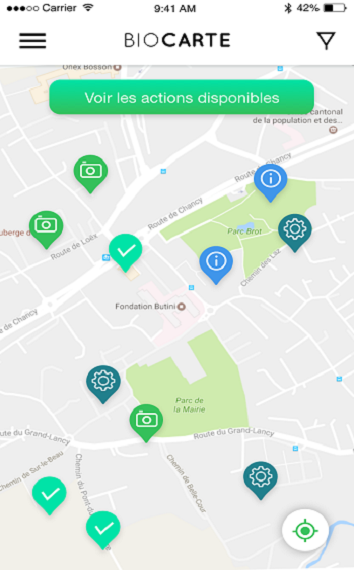 Carrier
9:41 AM
42%
BIOCARTE
Onex Bosson
Voir les actions disponibles
cantonal
de la population et des...
Route de Chancy
Route de Chancy
Parc Brot
uberge d
Route de Loëx
Chemin des Laz
Fondation Butini
de Chancy
Parc de
la Mairie
ute du Grand-Lancy
Route du Grand-Lancy
Chemin de Sur-le-Beau
Chemin du Pont-du
Chemin de Belle-Cour